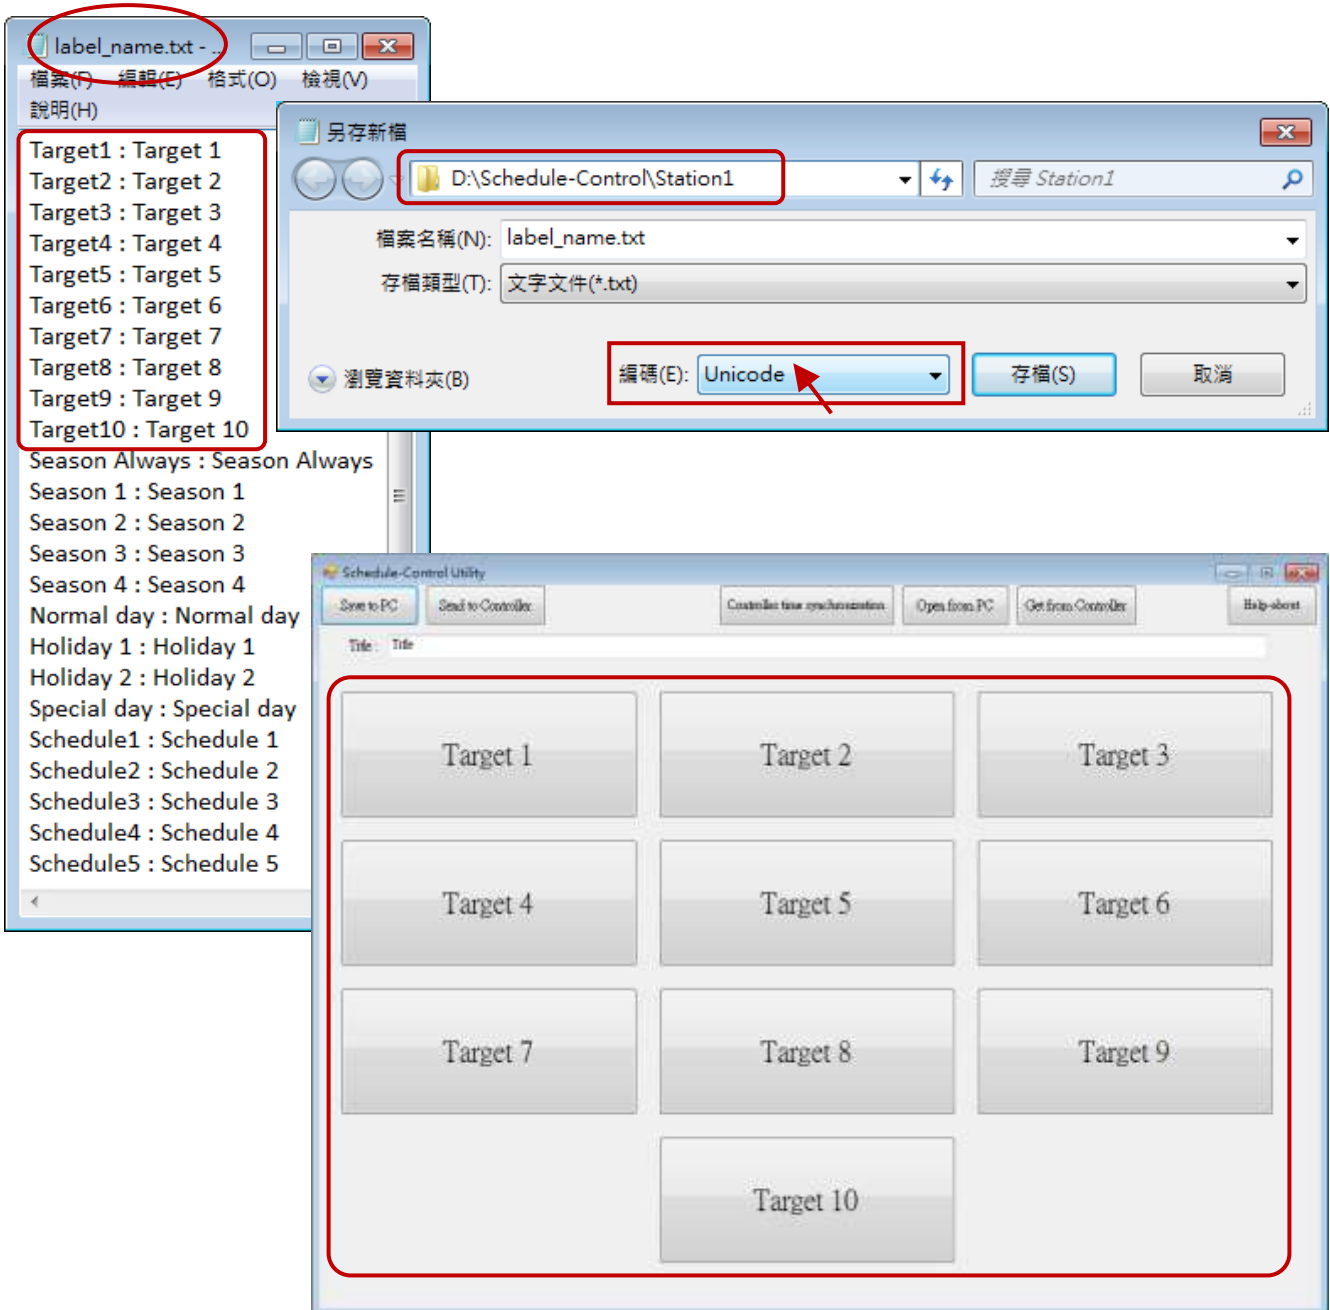 label_name.txt - ..
檔案(F) 編輯(E) 格式(O) 檢視(V)
說明(H)
Target1 : Target 1
Target2 : Target 2
Target3 : Target 3
Target4 : Target 4
Target5 : Target 5
Target6 : Target 6
Target7 : Target 7
Target8 : Target 8
Target9 : Target 9
Target10 : Target 10
Season Always : Season Always
Season 1 : Season 1
Season 2 : Season 2
Season 3 : Season 3
Season 4 : Season 4
Normal day : Normal day
Holiday 1 : Holiday 1
Holiday 2 : Holiday 2
Special day : Special day
Schedule1 : Schedule 1
Schedule2 : Schedule 2
Schedule3 : Schedule 3
Schedule4 : Schedule 4
Schedule5 : Schedule 5
另存新檔
D:\Schedule-Control\Station1
搜尋 Station1
檔案名稱(N): label_name.txt
存檔類型(T): 文字文件(*.txt)
瀏覽資料夾(B)
編碼(E): Unicode
存檔(S)
取消
Schedule-Control Utility
Save to PC
Send to Controller
Controller time synchronization
Open from PC
Get from Controller
Help-about
Title : Title
Target 1
Target 2
Target 3
Target 4
Target 5
Target 6
Target 7
Target 8
Target 9
Target 10